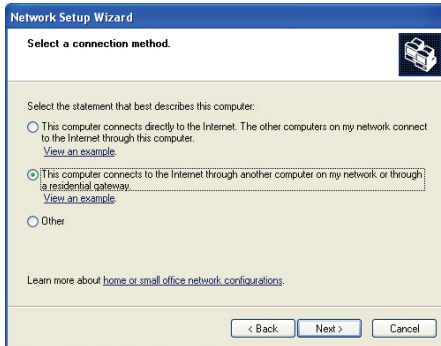 Network Setup Wizard
Select a connection method.
Select the statement that best describes this computer:
This computer connects directly to the Internet. The other computers on my network connect
to the Internet through this computer.
View an example.
This computer connects to the Internet through another computer on my network or through
a residential gateway.
View an example.
Other
Learn more about home or small office network configurations.
< Back
Next >
Cancel